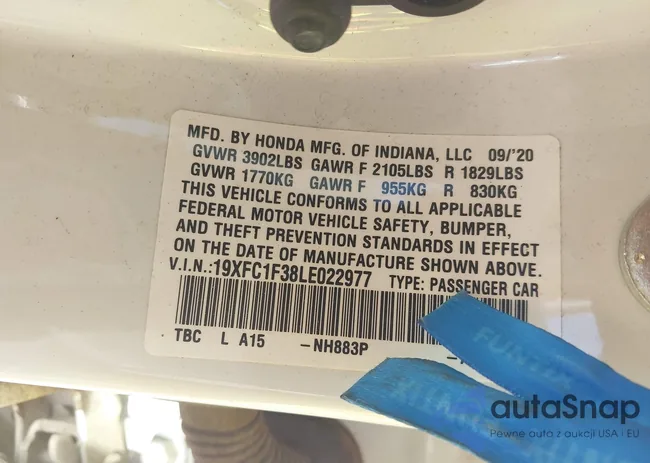 MFD. BY HONDA MFG. OF INDIANA, LLC 09/'20
GVWR 3902LBS GAWR F 2105LBS R 1829LBS
GVWR 1770KG GAWR F 955KG R 830KG
THIS VEHICLE CONFORMS TO ALL APPLICABLE
FEDERAL MOTOR VEHICLE SAFETY, BUMPER,
AND THEFT PREVENTION STANDARDS IN EFFECT
ON THE DATE OF MANUFACTURE SHOWN ABOVE.
V.I.N.:19XFC1F38LE022977 TYPE: PASSENGER CAR
TBC L A15 -NH883P
autaSnap
Pewne auta z aukcji USA i EU